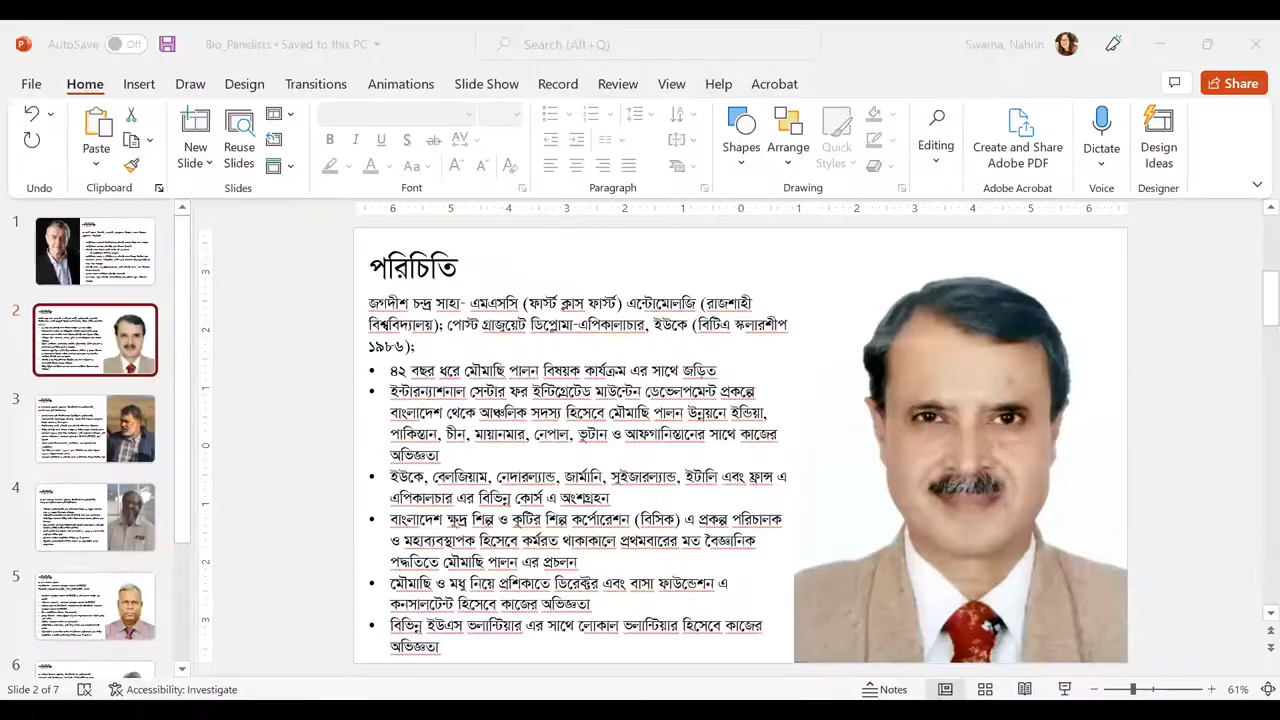 AutoSave Off Bio_Panelists • Saved to this PC Search (Alt+Q) Swarna, Nahrin
File Home Insert Draw Design Transitions Animations Slide Show Record Review View Help Acrobat Share
Paste New Slide Reuse Slides Shapes Arrange Quick Styles Editing Create and Share Adobe PDF Dictate Design Ideas
Undo Clipboard Slides Font Paragraph Drawing Adobe Acrobat Voice Designer
পরিচিতি
জগদীশ চন্দ্র সাহা- এমএসসি (ফার্স্ট ক্লাস ফার্স্ট) এন্টোমোলজি (রাজশাহী
বিশ্ববিদ্যালয়); পোস্ট গ্রাজুয়েট ডিপ্লোমা-এপিকালচার, ইউকে (বিটিএ স্কলারশীপ
১৯৮৬);
• ৪২ বছর ধরে মৌমাছি পালন বিষয়ক কার্যক্রম এর সাথে জড়িত
• ইন্টারন্যাশনাল সেন্টার ফর ইন্টিগ্রেটেড মাউন্টেন ডেভেলপমেন্ট প্রকল্পে
বাংলাদেশ থেকে আঞ্চলিক সদস্য হিসেবে মৌমাছি পালন উন্নয়নে ইন্ডিয়া,
পাকিস্তান, চীন, মায়ানমার, নেপাল, ভুটান ও আফগানিস্তানের সাথে কাজের
অভিজ্ঞতা
• ইউকে, বেলজিয়াম, নেদারল্যান্ড, জার্মানি, সুইজারল্যান্ড, ইটালি এবং ফ্রান্স এ
এপিকালচার এর বিভিন্ন কোর্স এ অংশগ্রহন
• বাংলাদেশ ক্ষুদ্র শিল্প ও কুটির শিল্প কর্পোরেশন (বিসিক) এ প্রকল্প পরিচালক
ও মহাব্যবস্থাপক হিসেবে কর্মরত থাকাকালে প্রথমবারের মত বৈজ্ঞানিক
পদ্ধতিতে মৌমাছি পালন এর প্রচলন
• মৌমাছি ও মধু নিয়ে প্রশিকাতে ডিরেক্টর এবং বাসা ফাউন্ডেশন এ
কনসালটেন্ট হিসেবে কাজের অভিজ্ঞতা
• বিভিন্ন ইউএস ভলান্টিয়ার এর সাথে লোকাল ভলান্টিয়ার হিসেবে কাজের
অভিজ্ঞতা
1
2
3
4
5
6
Slide 2 of 7 Accessibility: Investigate Notes 61%